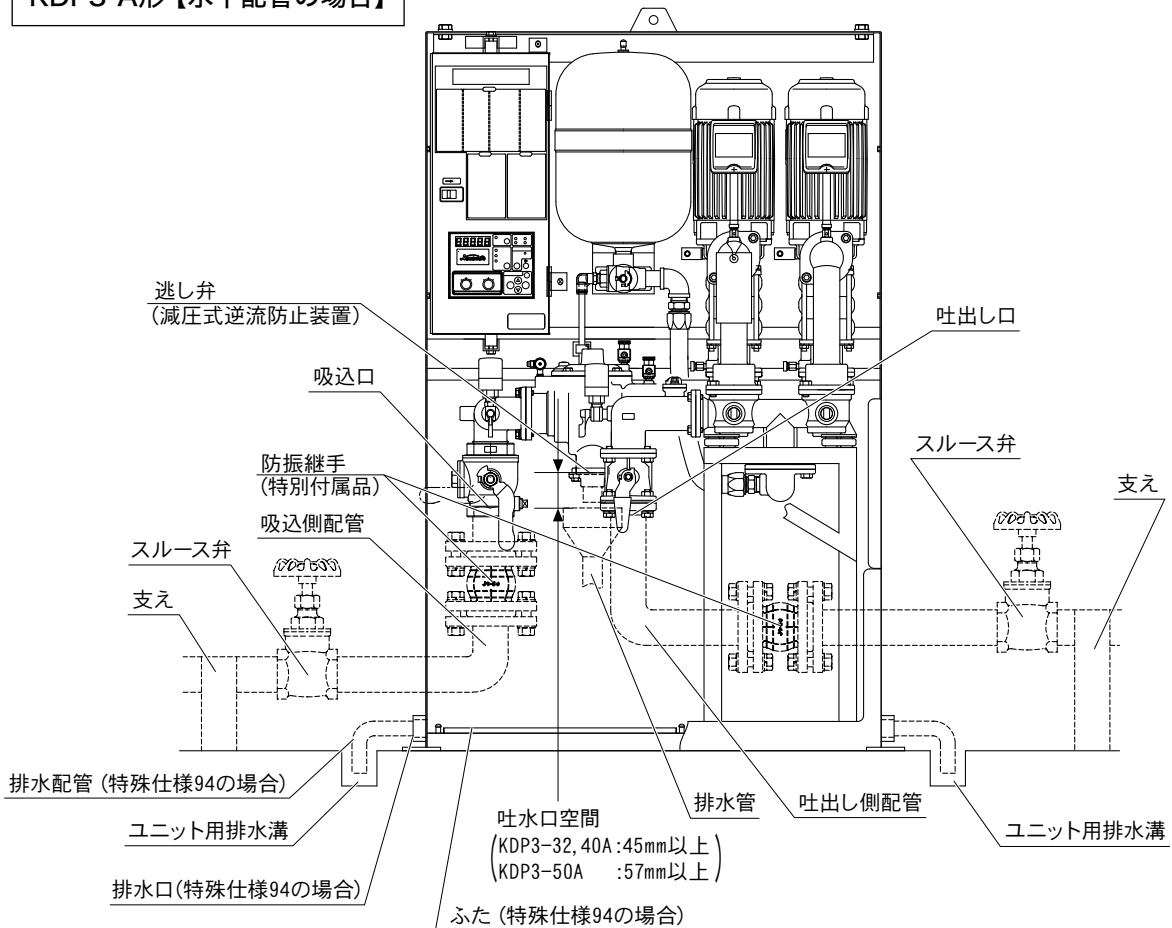 KDP3-A形【水平配管の場合】
逃し弁
(減圧式逆流防止装置)
吐出し口
吸込口
スルース弁
防振継手
(特別付属品)
支え
吸込側配管
スルース弁
支え
排水配管 (特殊仕様94の場合)
排水管
吐出し側配管
吐水口空間
ユニット用排水溝
ユニット用排水溝
(KDP3-32,40A:45mm以上)
(KDP3-50A :57mm以上)
排水口(特殊仕様94の場合)
ふた (特殊仕様94の場合)